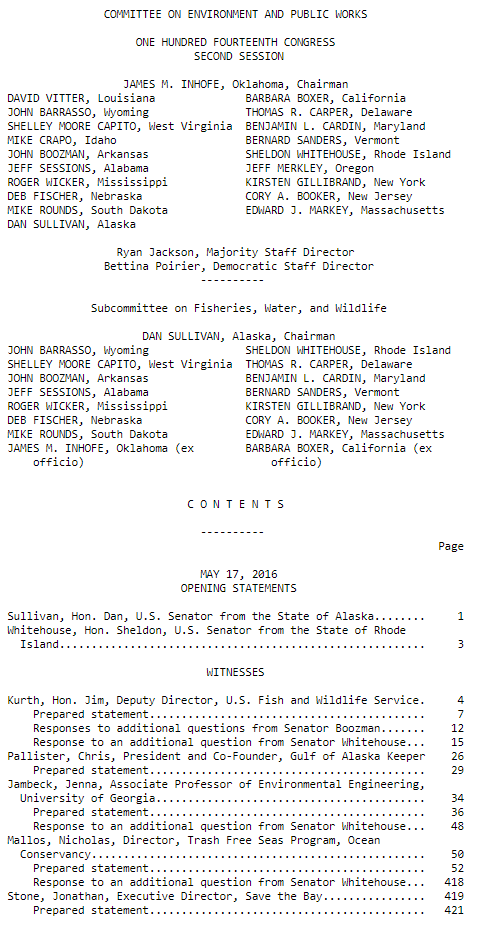 COMMITTEE ON ENVIRONMENT AND PUBLIC WORKS
ONE HUNDRED FOURTEENTH CONGRESS
SECOND SESSION
JAMES M. INHOFE, Oklahoma, Chairman
DAVID VITTER, Louisiana              BARBARA BOXER, California
JOHN BARRASSO, Wyoming               THOMAS R. CARPER, Delaware
SHELLEY MOORE CAPITO, West Virginia  BENJAMIN L. CARDIN, Maryland
MIKE CRAPO, Idaho                    BERNARD SANDERS, Vermont
JOHN BOOZMAN, Arkansas               SHELDON WHITEHOUSE, Rhode Island
JEFF SESSIONS, Alabama               JEFF MERKLEY, Oregon
ROGER WICKER, Mississippi            KIRSTEN GILLIBRAND, New York
DEB FISCHER, Nebraska                CORY A. BOOKER, New Jersey
MIKE ROUNDS, South Dakota            EDWARD J. MARKEY, Massachusetts
DAN SULLIVAN, Alaska
Ryan Jackson, Majority Staff Director
Bettina Poirier, Democratic Staff Director
----------
Subcommittee on Fisheries, Water, and Wildlife
DAN SULLIVAN, Alaska, Chairman
JOHN BARRASSO, Wyoming               SHELDON WHITEHOUSE, Rhode Island
SHELLEY MOORE CAPITO, West Virginia  THOMAS R. CARPER, Delaware
JOHN BOOZMAN, Arkansas               BENJAMIN L. CARDIN, Maryland
JEFF SESSIONS, Alabama               BERNARD SANDERS, Vermont
ROGER WICKER, Mississippi            KIRSTEN GILLIBRAND, New York
DEB FISCHER, Nebraska                CORY A. BOOKER, New Jersey
MIKE ROUNDS, South Dakota            EDWARD J. MARKEY, Massachusetts
JAMES M. INHOFE, Oklahoma (ex        BARBARA BOXER, California (ex
    officio)                             officio)
C O N T E N T S
----------
Page
MAY 17, 2016
OPENING STATEMENTS
Sullivan, Hon. Dan, U.S. Senator from the State of Alaska........     1
Whitehouse, Hon. Sheldon, U.S. Senator from the State of Rhode
  Island.........................................................     3
WITNESSES
Kurth, Hon. Jim, Deputy Director, U.S. Fish and Wildlife Service.     4
    Prepared statement...........................................     7
    Responses to additional questions from Senator Boozman.......    12
    Response to an additional question from Senator Whitehouse...    15
Pallister, Chris, President and Co-Founder, Gulf of Alaska Keeper    26
    Prepared statement...........................................    29
Jambeck, Jenna, Associate Professor of Environmental Engineering,
  University of Georgia..........................................    34
    Prepared statement...........................................    36
    Response to an additional question from Senator Whitehouse...    48
Mallos, Nicholas, Director, Trash Free Seas Program, Ocean
  Conservancy....................................................    50
    Prepared statement...........................................    52
    Response to an additional question from Senator Whitehouse...   418
Stone, Jonathan, Executive Director, Save the Bay................   419
    Prepared statement...........................................   421